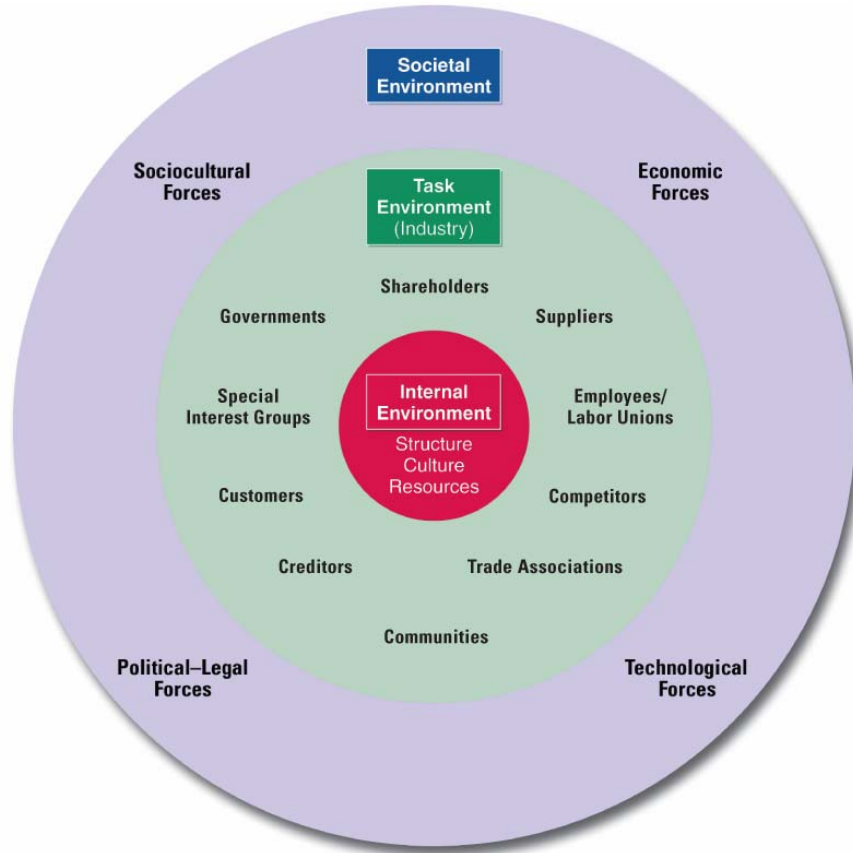 Societal
Environment
Sociocultural
Forces
Economic
Forces
Task
Environment
(Industry)
Shareholders
Governments
Suppliers
Special
Interest Groups
Internal
Environment
Structure
Culture
Resources
Employees/
Labor Unions
Customers
Competitors
Creditors
Trade Associations
Communities
Political–Legal
Forces
Technological
Forces